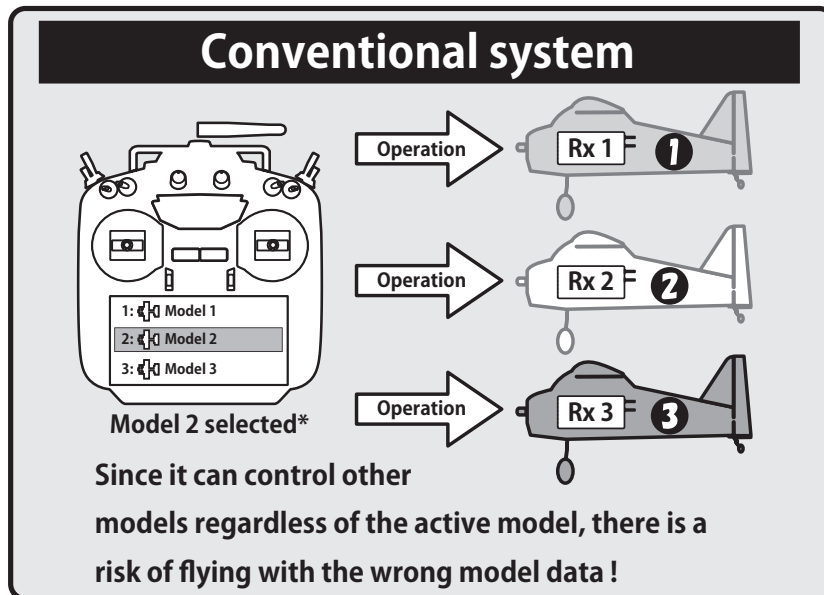 Conventional system
Operation
Rx 1
1
Operation
Rx 2
2
1: Model 1
2: Model 2
3: Model 3
Operation
Rx 3
3
Model 2 selected*
Since it can control other
models regardless of the active model, there is a
risk of flying with the wrong model data !